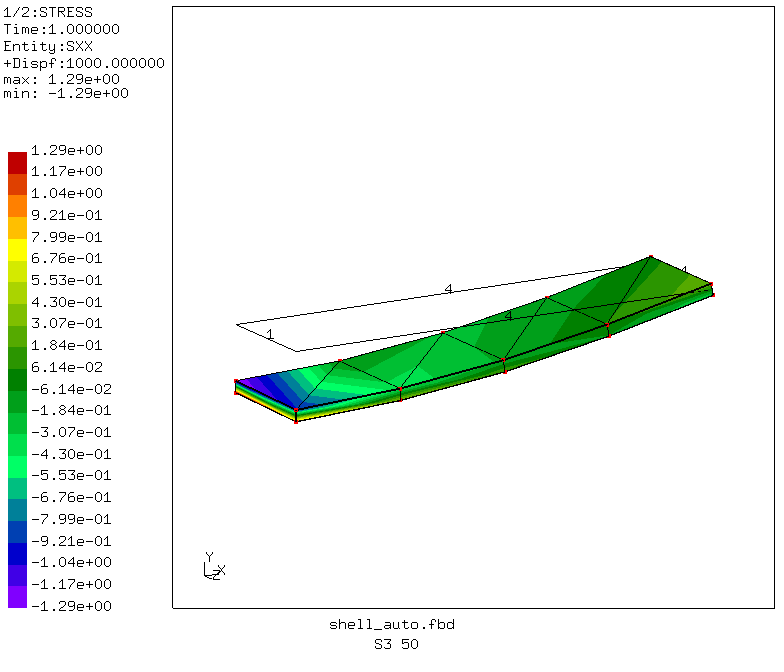 1/2:STRESS
Time:1.000000
Entity:SXX
+Dispf:1000.000000
max: 1.29e+00
min: -1.29e+00
1.29e+00
1.17e+00
1.04e+00
9.21e-01
7.99e-01
6.76e-01
5.53e-01
4.30e-01
3.07e-01
1.84e-01
6.14e-02
-6.14e-02
-1.84e-01
-3.07e-01
-4.30e-01
-5.53e-01
-6.76e-01
-7.99e-01
-9.21e-01
-1.04e+00
-1.17e+00
-1.29e+00
4
4
4
1
Y
X
Z
shell_auto.fbd
S3 50